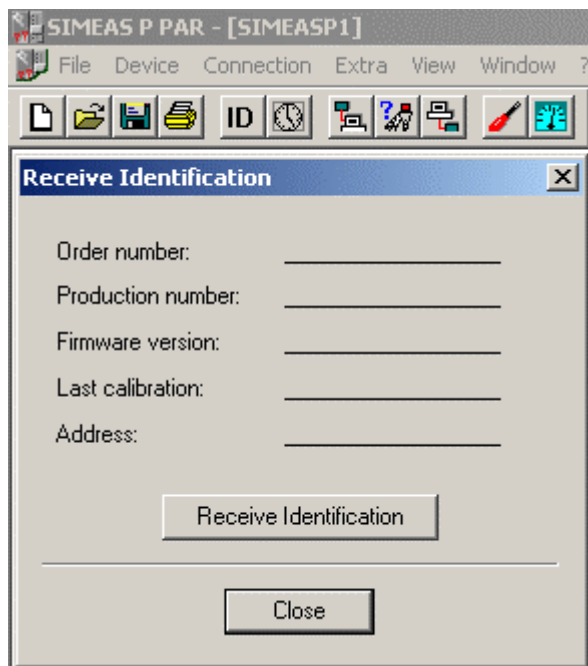 SIMEAS P PAR - [SIMEASP1]
File Device Connection Extra View Window ?
ID ?
Receive Identification
Order number:
Production number:
Firmware version:
Last calibration:
Address:
Receive Identification
Close